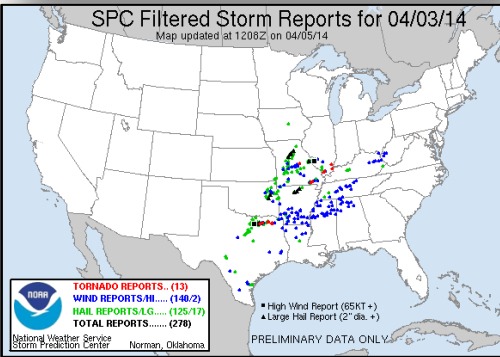 SPC Filtered Storm Reports for 04/03/14
Map updated at 1208Z on 04/05/14
TORNADO REPORTS.. (13)
WIND REPORTS/HI..... (140/2)
HAIL REPORTS/LG..... (125/17)
TOTAL REPORTS....... (278)
NOAA
National Weather Service
Storm Prediction Center Norman, Oklahoma
High Wind Report (65KT +)
Large Hail Report (2" dia. +)
PRELIMINARY DATA ONLY